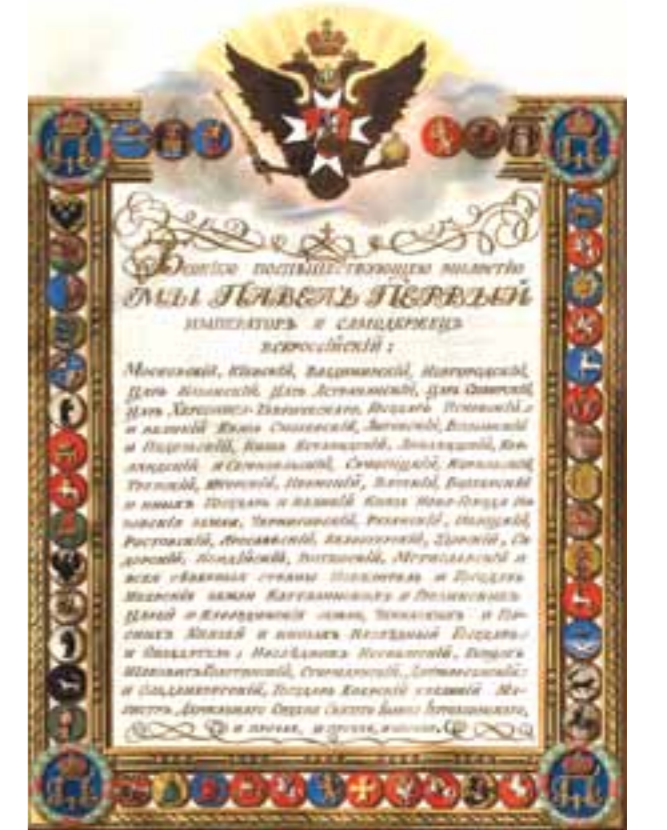 Божіею поспѣшествующею милостію
МЫ ПАВЕЛЪ ПЕРВЫЙ
ИМПЕРАТОРЪ И САМОДЕРЖЕЦЪ
ВСЕРОССІЙСКІЙ:
Московскій, Кіевскій, Владимирскій, Новгородскій,
Царь Казанскій, Царь Астраханскій, Царь Сибирскій,
Царь Херсониса-Таврическаго, Государь Псковскій
и великій Князь Смоленскій, Литовскій, Волынскій
и Подольскій, Князь Эстляндскій, Лифляндскій, Кур-
ляндскій и Семигальскій, Самогицкій, Корельскій,
Тверскій, Югорскій, Пермскій, Вятскій, Болгарскій
и иныхъ Государь и великій Князь Нова-Города Ни-
зовскія земли, Черниговскій, Рязанскій, Полоцкій,
Ростовскій, Ярославскій, Бѣлоозерскій, Удорскій, Об-
дорскій, Кондійскій, Витебскій, Мстиславскій и
всея сѣверныя страны Повелитель и Государь
Иверскія земли Карталинскихъ и Грузинскихъ
Царей и Кабардинскія земли, Черкаскихъ и Гор-
скихъ Князей и иныхъ Наслѣдный Государь
и Обладатель; Наслѣдникъ Норвежскій, Герцогъ
Шлезвигъ Голстинскій, Стормарнскій, Дитмарсенскій
и Олденбургскій, Государь Еверскій великій Ма-
гистръ Державнаго Ордена Святаго Іоанна Іерусалимскаго,
и прочая, и прочая, и прочая.